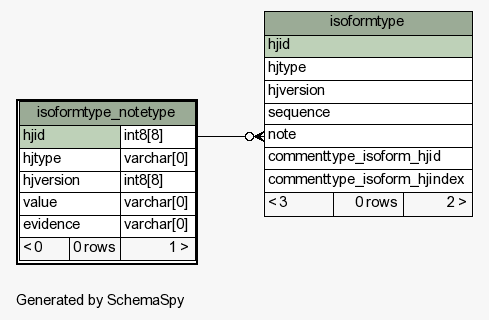 isoformtype
hjid
hjtype
hjversion
sequence
note
commenttype_isoform_hjid
commenttype_isoform_hjindex
< 3 0 rows 2 >
isoformtype_notetype
hjid int8[8]
hjtype varchar[0]
hjversion int8[8]
value varchar[0]
evidence varchar[0]
< 0 0 rows 1 >
Generated by SchemaSpy